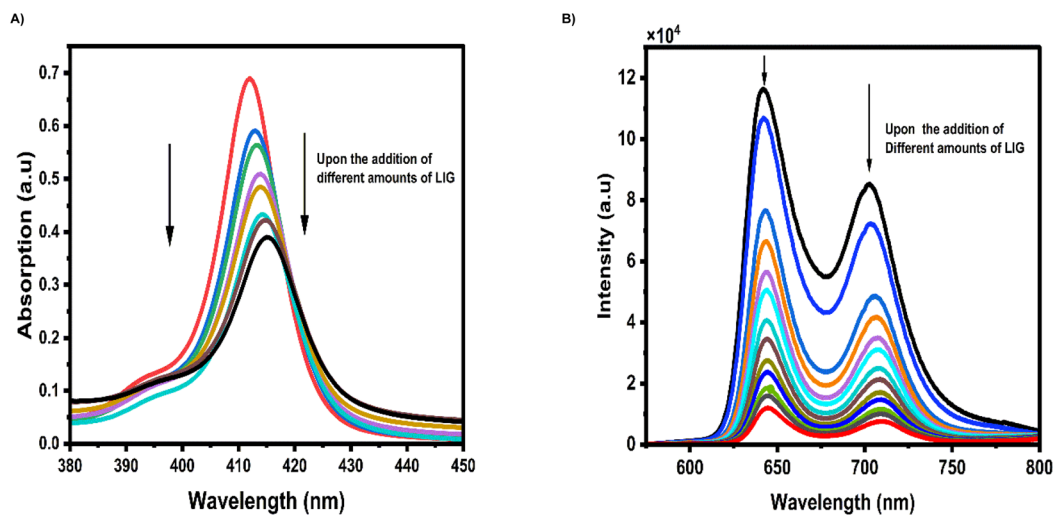 A)
0.7
0.6
0.5
0.4
0.3
0.2
0.1
0.0
Absorption (a.u)
Upon the addition of
different amounts of LIG
380 390 400 410 420 430 440 450
Wavelength (nm)
B)
×10⁴
12
10
8
6
4
2
0
Intensity (a.u)
Upon the addition of
Different amounts of LIG
600 650 700 750 800
Wavelength (nm)